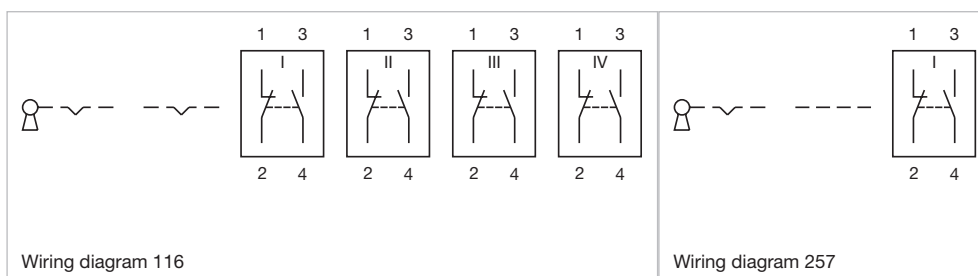 1 3 1 3 1 3 1 3 1 3
I II III IV I
2 4 2 4 2 4 2 4 2 4
Wiring diagram 116
Wiring diagram 257